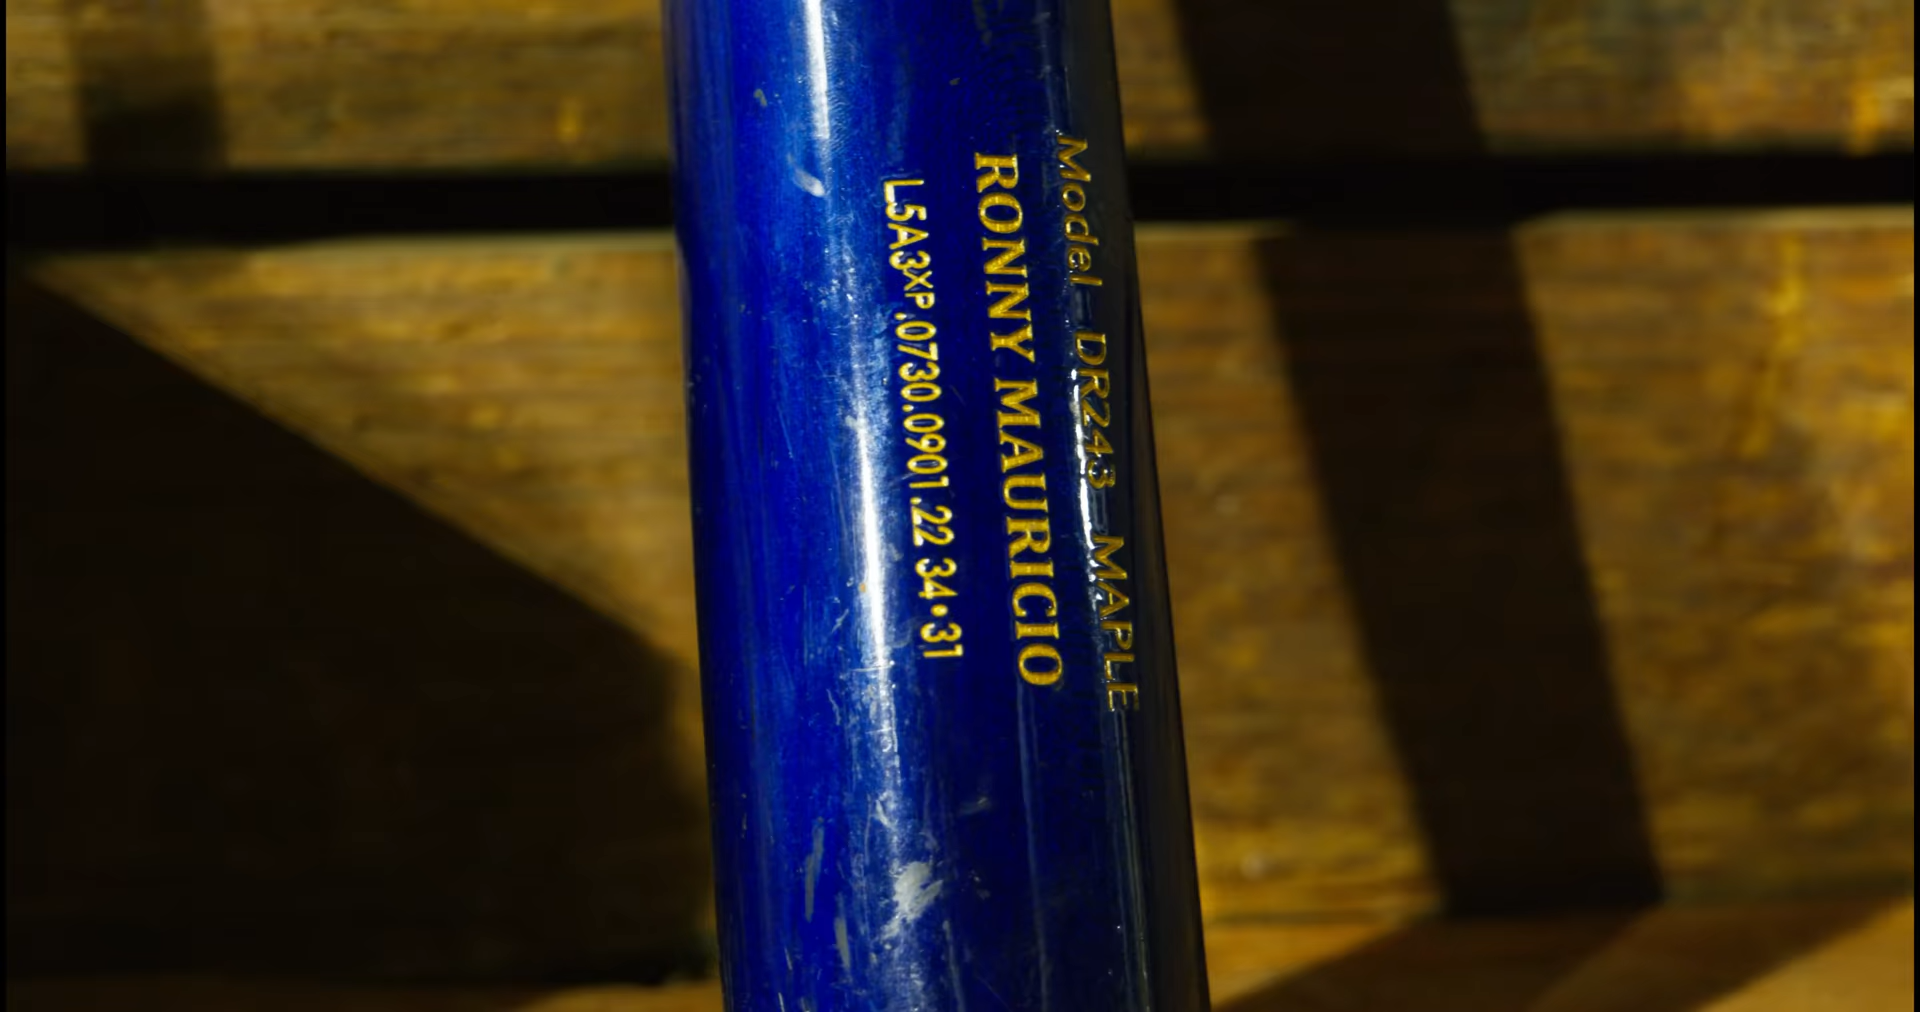 Model - DR243 - MAPLE
RONNY MAURICIO
L5A3XP.0730.0901.22 34•31